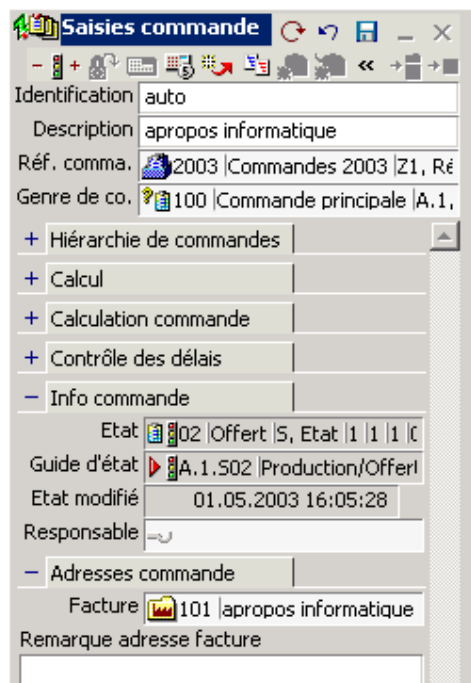 Saisies commande
Identification auto
Description apropos informatique
Réf. comma. 2003 |Commandes 2003 |Z1, Ré
Genre de co. 100 |Commande principale |A.1,
+ Hiérarchie de commandes
+ Calcul
+ Calculation commande
+ Contrôle des délais
− Info commande
Etat 02 |Offert |S, Etat |1 |1 |1 |
Guide d'état A.1.S02 |Production/Offert
Etat modifié 01.05.2003 16:05:28
Responsable
− Adresses commande
Facture 101 |apropos informatique
Remarque adresse facture